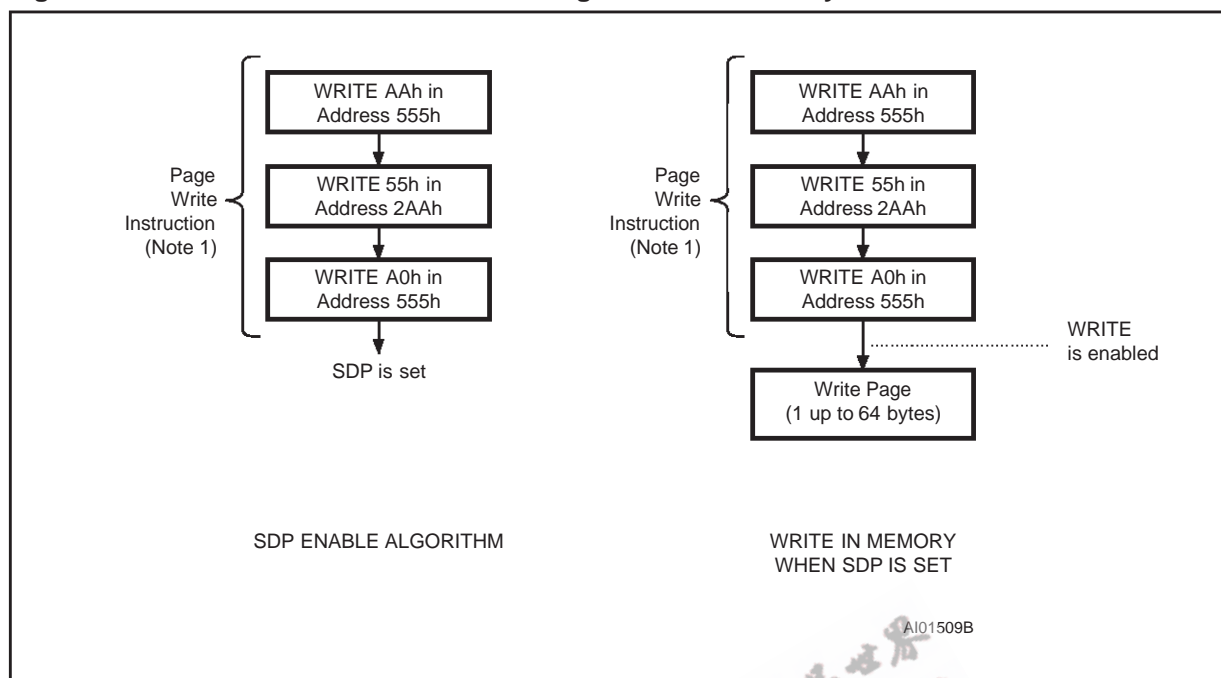 WRITE AAh in
Address 555h
WRITE 55h in
Address 2AAh
WRITE A0h in
Address 555h
Page
Write
Instruction
(Note 1)
SDP is set
SDP ENABLE ALGORITHM
WRITE AAh in
Address 555h
WRITE 55h in
Address 2AAh
WRITE A0h in
Address 555h
Page
Write
Instruction
(Note 1)
WRITE
is enabled
Write Page
(1 up to 64 bytes)
WRITE IN MEMORY
WHEN SDP IS SET
AI01509B